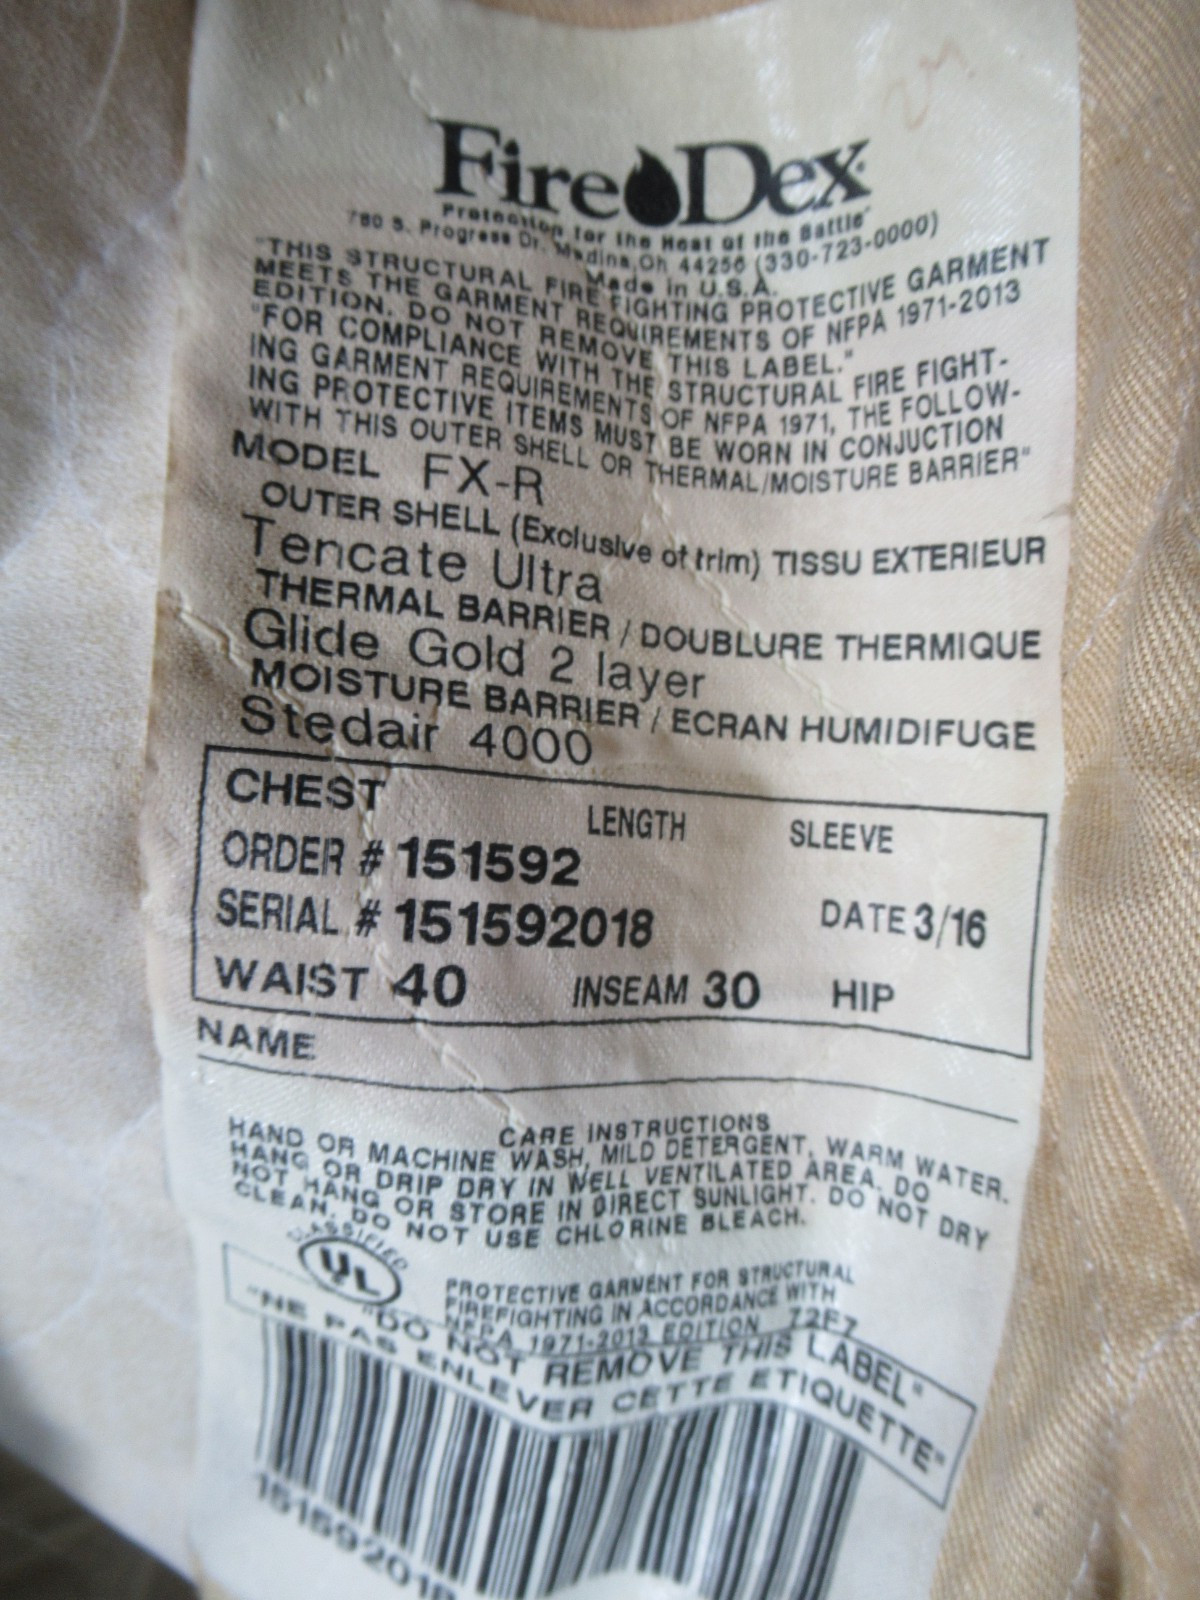 Fire Dex
Protection for the Heat of the Battle
780 S. Progress Dr. Medina, Oh 44256 (330-723-0000)
Made in U.S.A.
"THIS STRUCTURAL FIRE FIGHTING PROTECTIVE GARMENT
MEETS THE GARMENT REQUIREMENTS OF NFPA 1971-2013
EDITION. DO NOT REMOVE THIS LABEL."
"FOR COMPLIANCE WITH THE STRUCTURAL FIRE FIGHT-
ING GARMENT REQUIREMENTS OF NFPA 1971, THE FOLLOW-
ING PROTECTIVE ITEMS MUST BE WORN IN CONJUCTION
WITH THIS OUTER SHELL OR THERMAL/MOISTURE BARRIER"
MODEL FX-R
OUTER SHELL (Exclusive of trim) TISSU EXTERIEUR
Tencate Ultra
THERMAL BARRIER / DOUBLURE THERMIQUE
Glide Gold 2 layer
MOISTURE BARRIER / ECRAN HUMIDIFUGE
Stedair 4000
CHEST LENGTH SLEEVE
ORDER # 151592
SERIAL # 151592018 DATE 3/16
WAIST 40 INSEAM 30 HIP
NAME
CARE INSTRUCTIONS
HAND OR MACHINE WASH, MILD DETERGENT, WARM WATER.
HANG OR DRIP DRY IN WELL VENTILATED AREA. DO
NOT HANG OR STORE IN DIRECT SUNLIGHT. DO NOT DRY
CLEAN. DO NOT USE CHLORINE BLEACH.
CLASSIFIED
UL
PROTECTIVE GARMENT FOR STRUCTURAL
FIREFIGHTING IN ACCORDANCE WITH
NFPA 1971-2013 EDITION 72F7
"DO NOT REMOVE THIS LABEL"
"NE PAS ENLEVER CETTE ETIQUETTE"
151592018